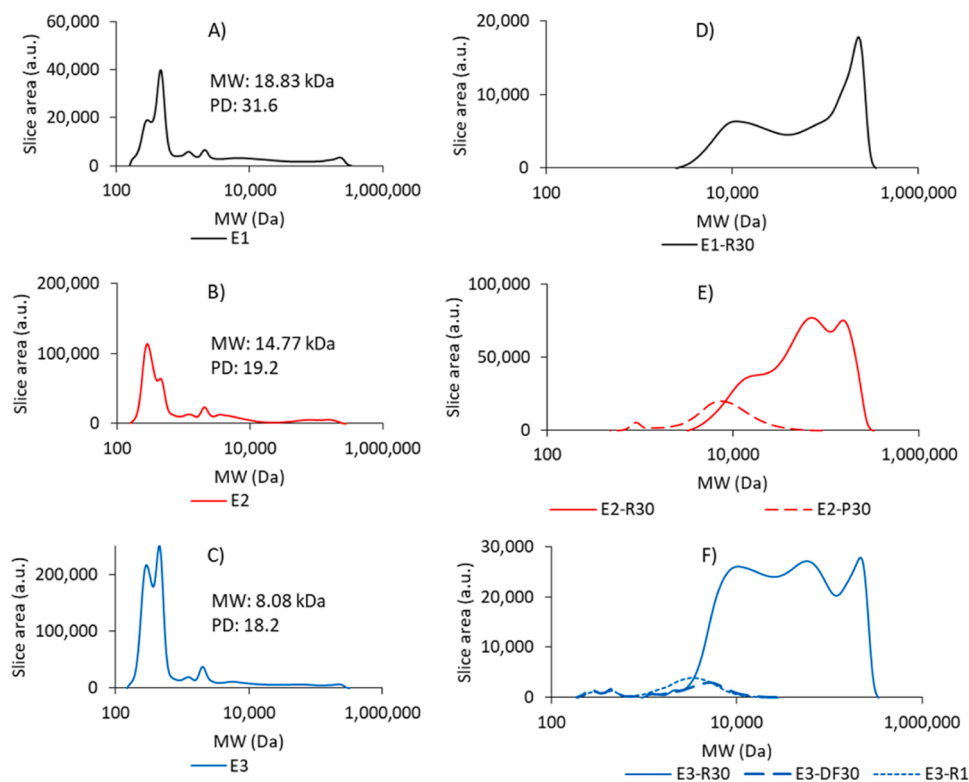 A)
Slice area (a.u.)
60,000
40,000
20,000
0
MW: 18.83 kDa
PD: 31.6
100
10,000
1,000,000
MW (Da)
E1
D)
Slice area (a.u.)
20,000
10,000
0
100
10,000
1,000,000
MW (Da)
E1-R30
B)
Slice area (a.u.)
200,000
100,000
0
MW: 14.77 kDa
PD: 19.2
100
10,000
1,000,000
MW (Da)
E2
E)
Slice area (a.u.)
100,000
50,000
0
100
10,000
1,000,000
MW (Da)
E2-R30
E2-P30
C)
Slice area (a.u.)
200,000
100,000
0
MW: 8.08 kDa
PD: 18.2
100
10,000
1,000,000
MW (Da)
E3
F)
Slice area (a.u.)
30,000
20,000
10,000
0
100
10,000
1,000,000
MW (Da)
E3-R30
E3-DF30
E3-R1